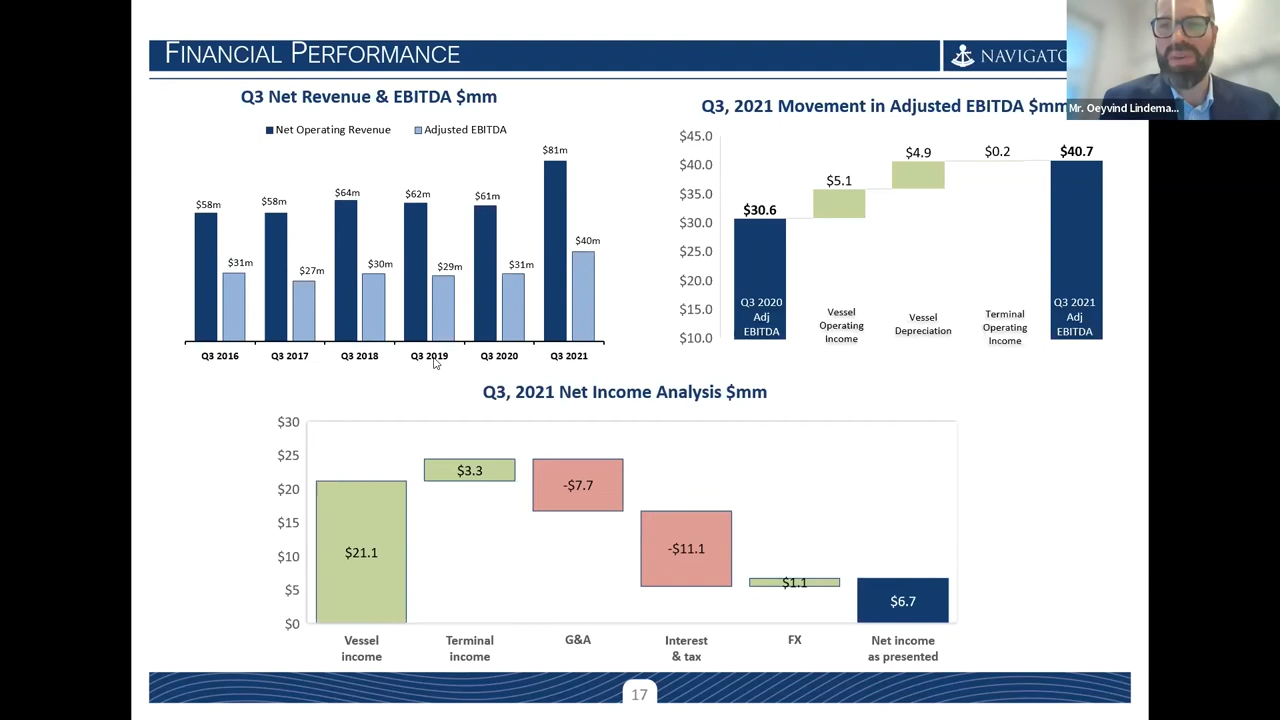 FINANCIAL PERFORMANCE
NAVIGATO
Mr. Oeyvind Lindema...
Q3 Net Revenue & EBITDA $mm
Net Operating Revenue
Adjusted EBITDA
$58m
$31m
$58m
$27m
$64m
$30m
$62m
$29m
$61m
$31m
$81m
$40m
Q3 2016
Q3 2017
Q3 2018
Q3 2019
Q3 2020
Q3 2021
Q3, 2021 Movement in Adjusted EBITDA $mm
$45.0
$40.0
$35.0
$30.0
$25.0
$20.0
$15.0
$10.0
$30.6
$5.1
$4.9
$0.2
$40.7
Q3 2020
Adj
EBITDA
Vessel
Operating
Income
Vessel
Depreciation
Terminal
Operating
Income
Q3 2021
Adj
EBITDA
Q3, 2021 Net Income Analysis $mm
$30
$25
$20
$15
$10
$5
$0
$21.1
$3.3
-$7.7
-$11.1
$1.1
$6.7
Vessel
income
Terminal
income
G&A
Interest
& tax
FX
Net income
as presented
17